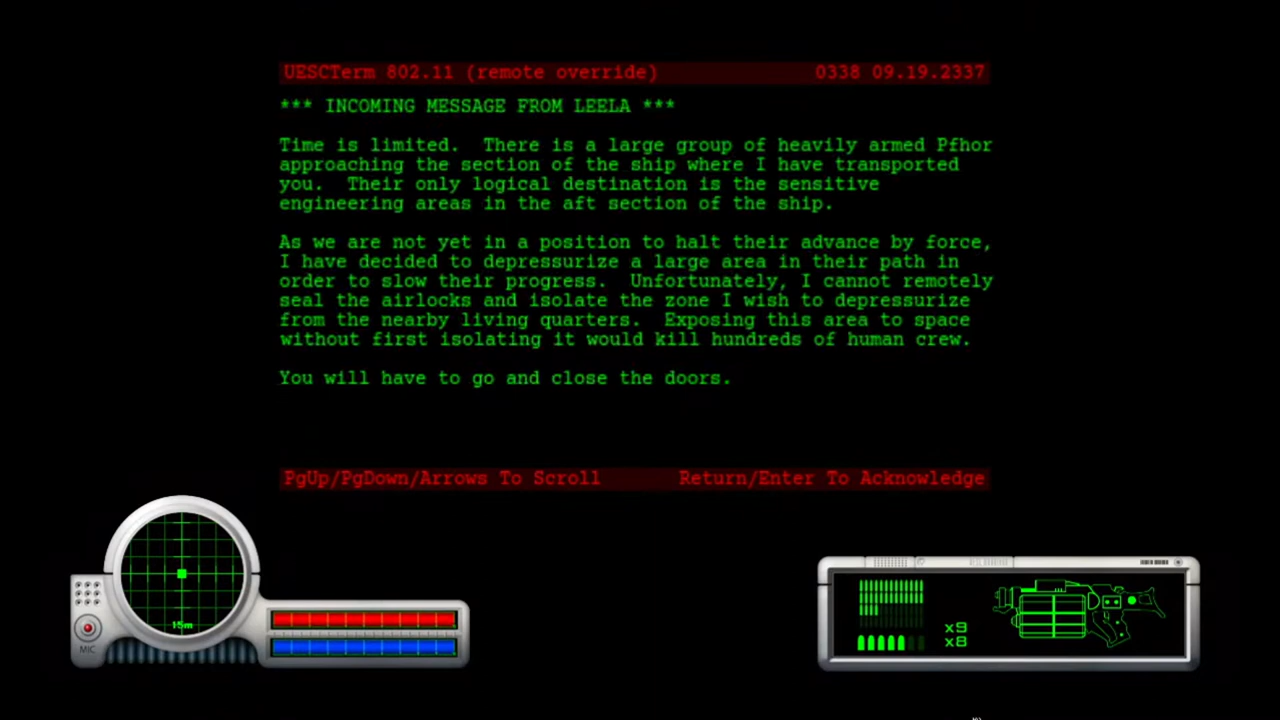 UESCTerm 802.11 (remote override) 0338 09.19.2337
*** INCOMING MESSAGE FROM LEELA ***
Time is limited.  There is a large group of heavily armed Pfhor
approaching the section of the ship where I have transported
you.  Their only logical destination is the sensitive
engineering areas in the aft section of the ship.
As we are not yet in a position to halt their advance by force,
I have decided to depressurize a large area in their path in
order to slow their progress.  Unfortunately, I cannot remotely
seal the airlocks and isolate the zone I wish to depressurize
from the nearby living quarters.  Exposing this area to space
without first isolating it would kill hundreds of human crew.
You will have to go and close the doors.
PgUp/PgDown/Arrows To Scroll Return/Enter To Acknowledge
15m
MIC
x9
x8